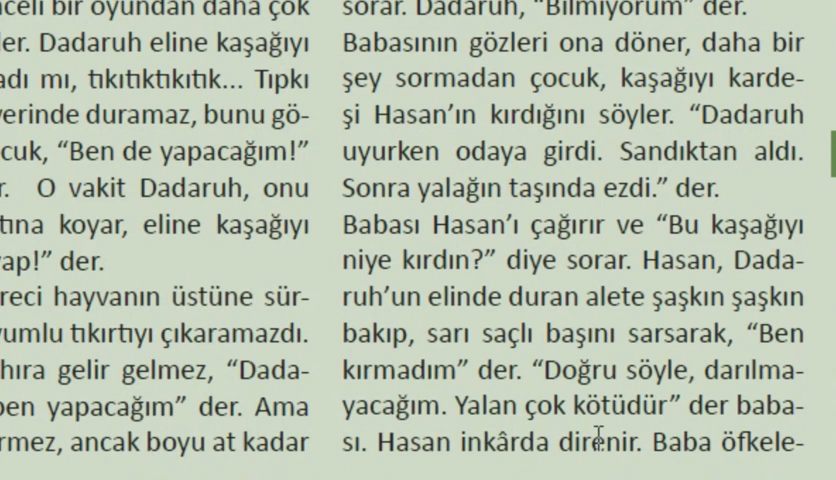 celi bir oyundan daha çok
ler. Dadaruh eline kaşağıyı
adı mı, tıkıtıktıkıtık... Tıpkı
yerinde duramaz, bunu gö-
cuk, “Ben de yapacağım!”
r. O vakit Dadaruh, onu
tına koyar, eline kaşağıyı
ap!” der.
reci hayvanın üstüne sür-
yumlu tıkırtıyı çıkaramazdı.
hıra gelir gelmez, “Dada-
ben yapacağım” der. Ama
rmez, ancak boyu at kadar
sorar. Dadaruh, “Bilmiyorum” der.
Babasının gözleri ona döner, daha bir
şey sormadan çocuk, kaşağıyı karde-
şi Hasan’ın kırdığını söyler. “Dadaruh
uyurken odaya girdi. Sandıktan aldı.
Sonra yalağın taşında ezdi.” der.
Babası Hasan’ı çağırır ve “Bu kaşağıyı
niye kırdın?” diye sorar. Hasan, Dada-
ruh’un elinde duran alete şaşkın şaşkın
bakıp, sarı saçlı başını sarsarak, “Ben
kırmadım” der. “Doğru söyle, darılma-
yacağım. Yalan çok kötüdür” der baba-
sı. Hasan inkârda direnir. Baba öfkele-